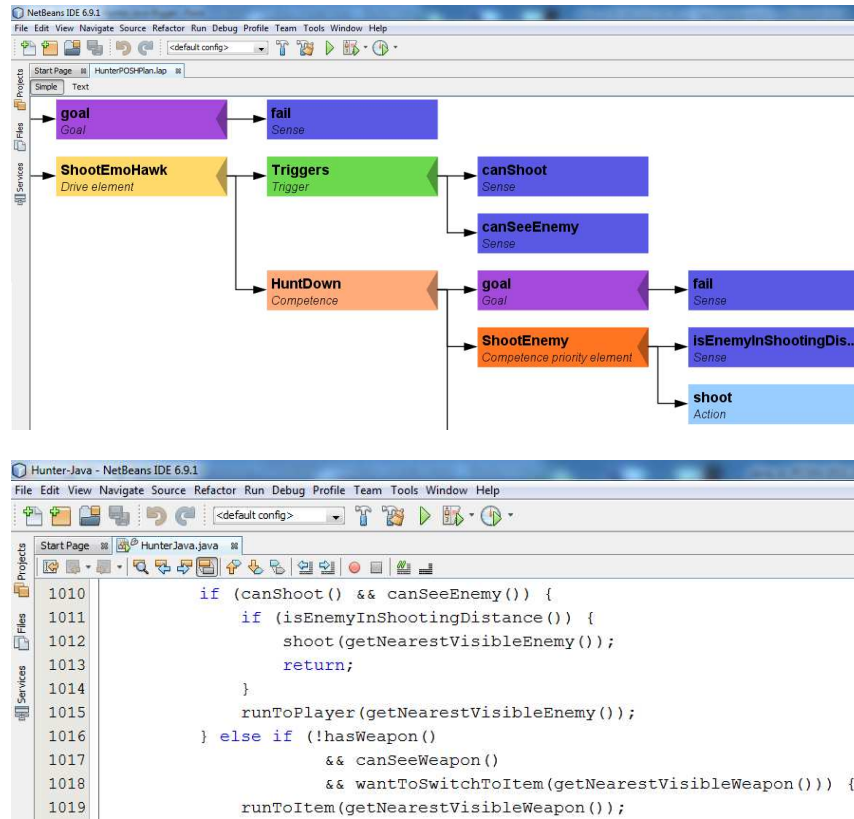 NetBeans IDE 6.9.1
File Edit View Navigate Source Refactor Run Debug Profile Team Tools Window Help
<default config>
Start Page HunterPOSHPlan.lap
Simple Text
Projects
Files
Services
goal
Goal
fail
Sense
ShootEmoHawk
Drive element
Triggers
Trigger
canShoot
Sense
canSeeEnemy
Sense
HuntDown
Competence
goal
Goal
fail
Sense
ShootEnemy
Competence priority element
isEnemyInShootingDis...
Sense
shoot
Action
Hunter-Java - NetBeans IDE 6.9.1
File Edit View Navigate Source Refactor Run Debug Profile Team Tools Window Help
<default config>
Start Page HunterJava.java
Projects
Files
Services
1010 if (canShoot() && canSeeEnemy()) {
1011 if (isEnemyInShootingDistance()) {
1012 shoot(getNearestVisibleEnemy());
1013 return;
1014 }
1015 runToPlayer(getNearestVisibleEnemy());
1016 } else if (!hasWeapon()
1017 && canSeeWeapon()
1018 && wantToSwitchToItem(getNearestVisibleWeapon())) {
1019 runToItem(getNearestVisibleWeapon());